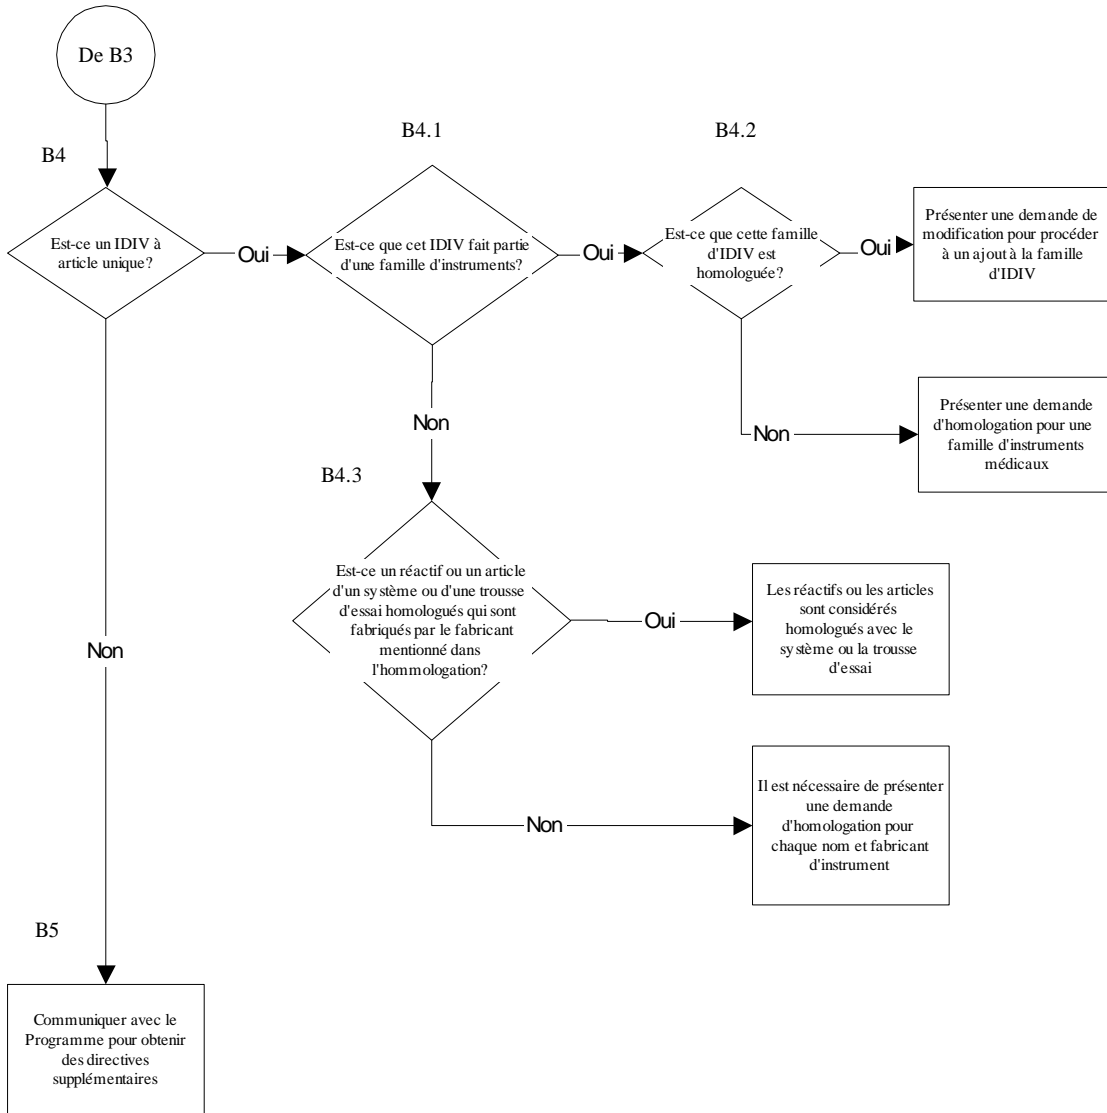 De B3
B4
Est-ce un IDIV à
article unique?
Oui
B4.1
Est-ce que cet IDIV fait partie
d'une famille d'instruments?
Oui
B4.2
Est-ce que cette famille
d'IDIV est
homologuée?
Oui
Présenter une demande de
modification pour procéder
à un ajout à la famille
d'IDIV
Non
Présenter une demande
d'homologation pour une
famille d'instruments
médicaux
Non
B4.3
Est-ce un réactif ou un article
d'un système ou d'une trousse
d'essai homologués qui sont
fabriqués par le fabricant
mentionné dans
l'hommologation?
Oui
Les réactifs ou les articles
sont considérés
homologués avec le
système ou la trousse
d'essai
Non
Il est nécessaire de présenter
une demande
d'homologation pour
chaque nom et fabricant
d'instrument
Non
B5
Communiquer avec le
Programme pour obtenir
des directives
supplémentaires